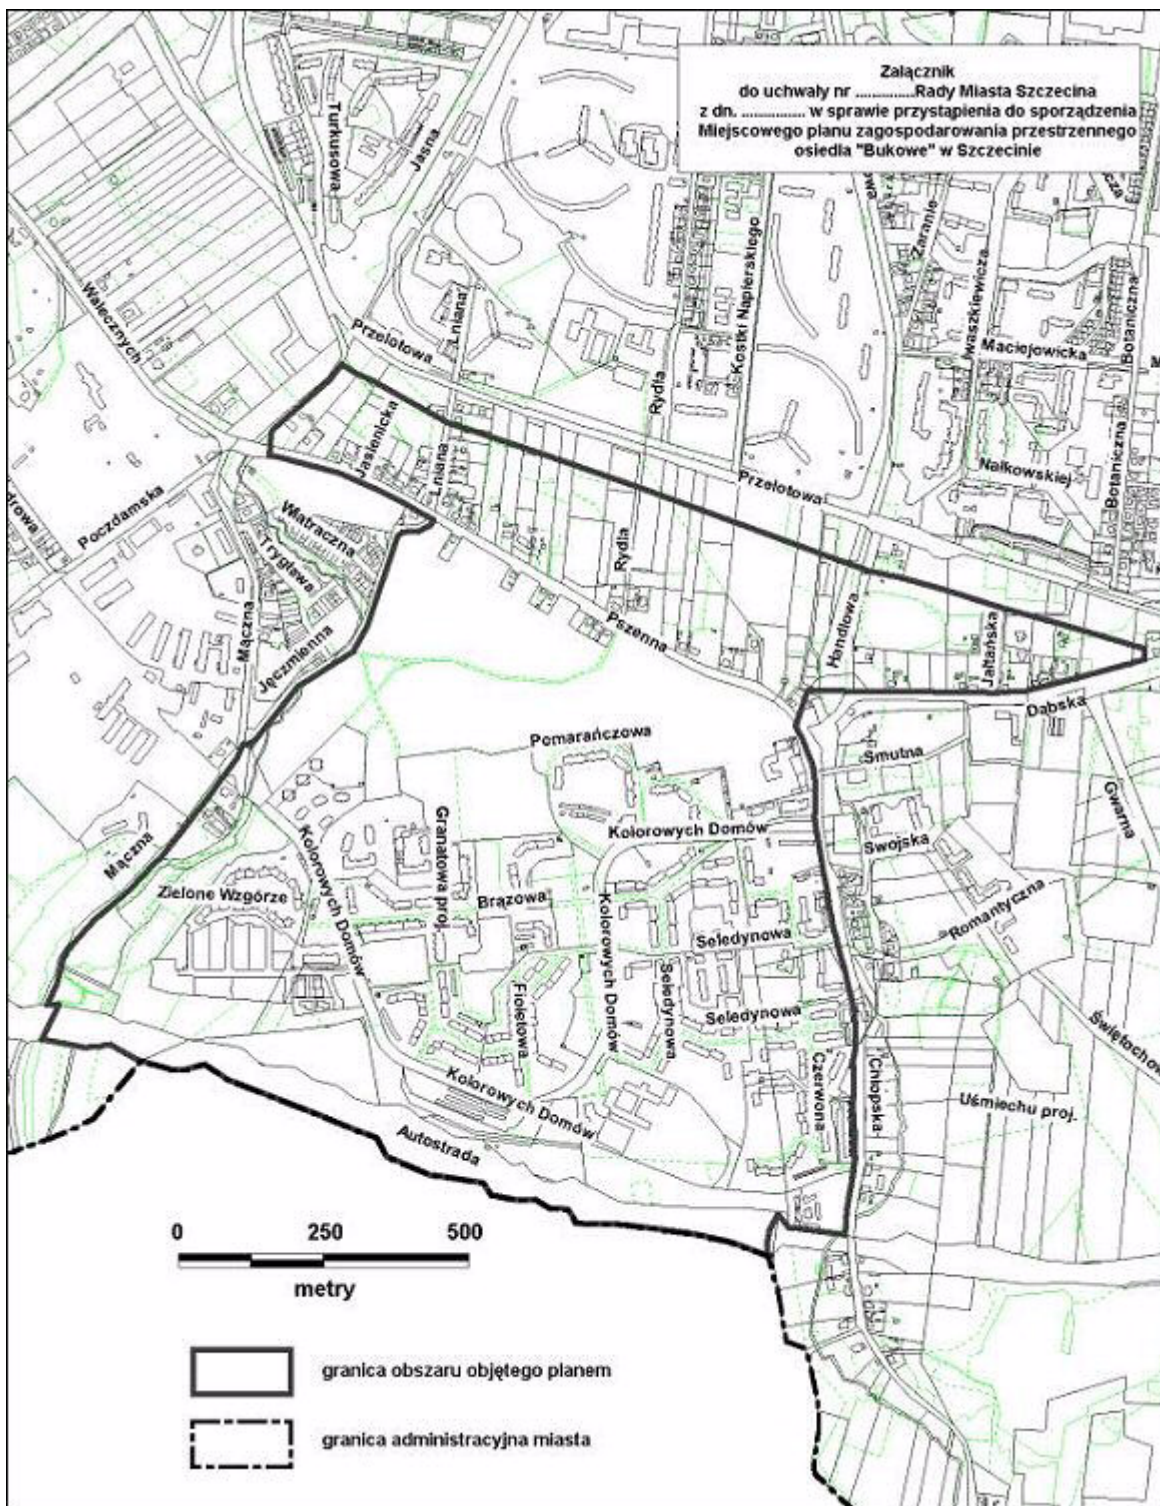 Załącznik
do uchwały nr ..............Rady Miasta Szczecina
z dn. ............... w sprawie przystąpienia do sporządzenia
Miejscowego planu zagospodarowania przestrzennego
osiedla "Bukowe" w Szczecinie
Turkusowa
Jasna
Zaranie
Kostki Napierskiego
Iwaszkiewicza
Botaniczna
Walecznych
Lniana
Przelotowa
Maciejowicka
Rydla
Jasienicka
Lniana
Nałkowskiej
Botaniczna
Przelotowa
Poczdamska
Wiatraczna
Trygława
Rydla
Mączna
Jęczmienna
Pszenna
Handlowa
Jałtańska
Dąbska
Pomarańczowa
Smutna
Gwarna
Mączna
Kolorowych Domów
Granatowa proj.
Kolorowych Domów
Swojska
Zielone Wzgórze
Brązowa
Kolorowych Domów
Seledynowa
Romantyczna
Fioletowa
Seledynowa
Seledynowa
Kolorowych Domów
Czerwona
Chłopska
Uśmiechu proj.
Autostrada
0 250 500
metry
granica obszaru objętego planem
granica administracyjna miasta